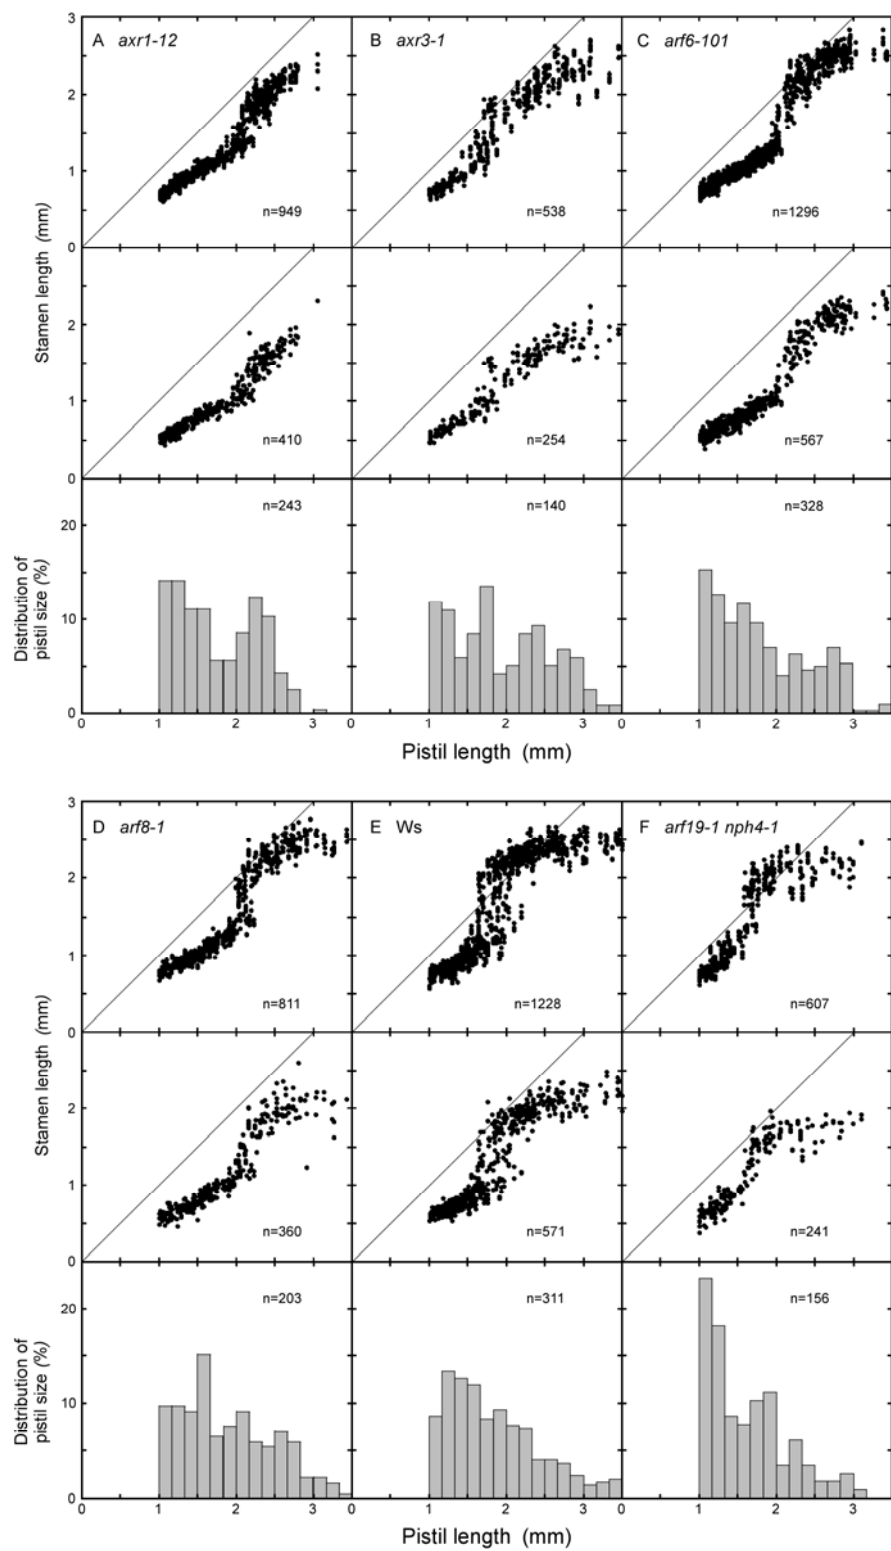 A axr1-12
B axr3-1
C arf6-101
3
2
1
0
n=949
n=538
n=1296
Stamen length (mm)
2
1
0
n=410
n=254
n=567
n=243
n=140
n=328
Distribution of
pistil size (%)
20
10
0
0 1 2 3 0 1 2 3 0 1 2 3
Pistil length (mm)
D arf8-1
E Ws
F arf19-1 nph4-1
3
2
1
0
n=811
n=1228
n=607
Stamen length (mm)
2
1
0
n=360
n=571
n=241
n=203
n=311
n=156
Distribution of
pistil size (%)
20
10
0
0 1 2 3 0 1 2 3 0 1 2 3
Pistil length (mm)